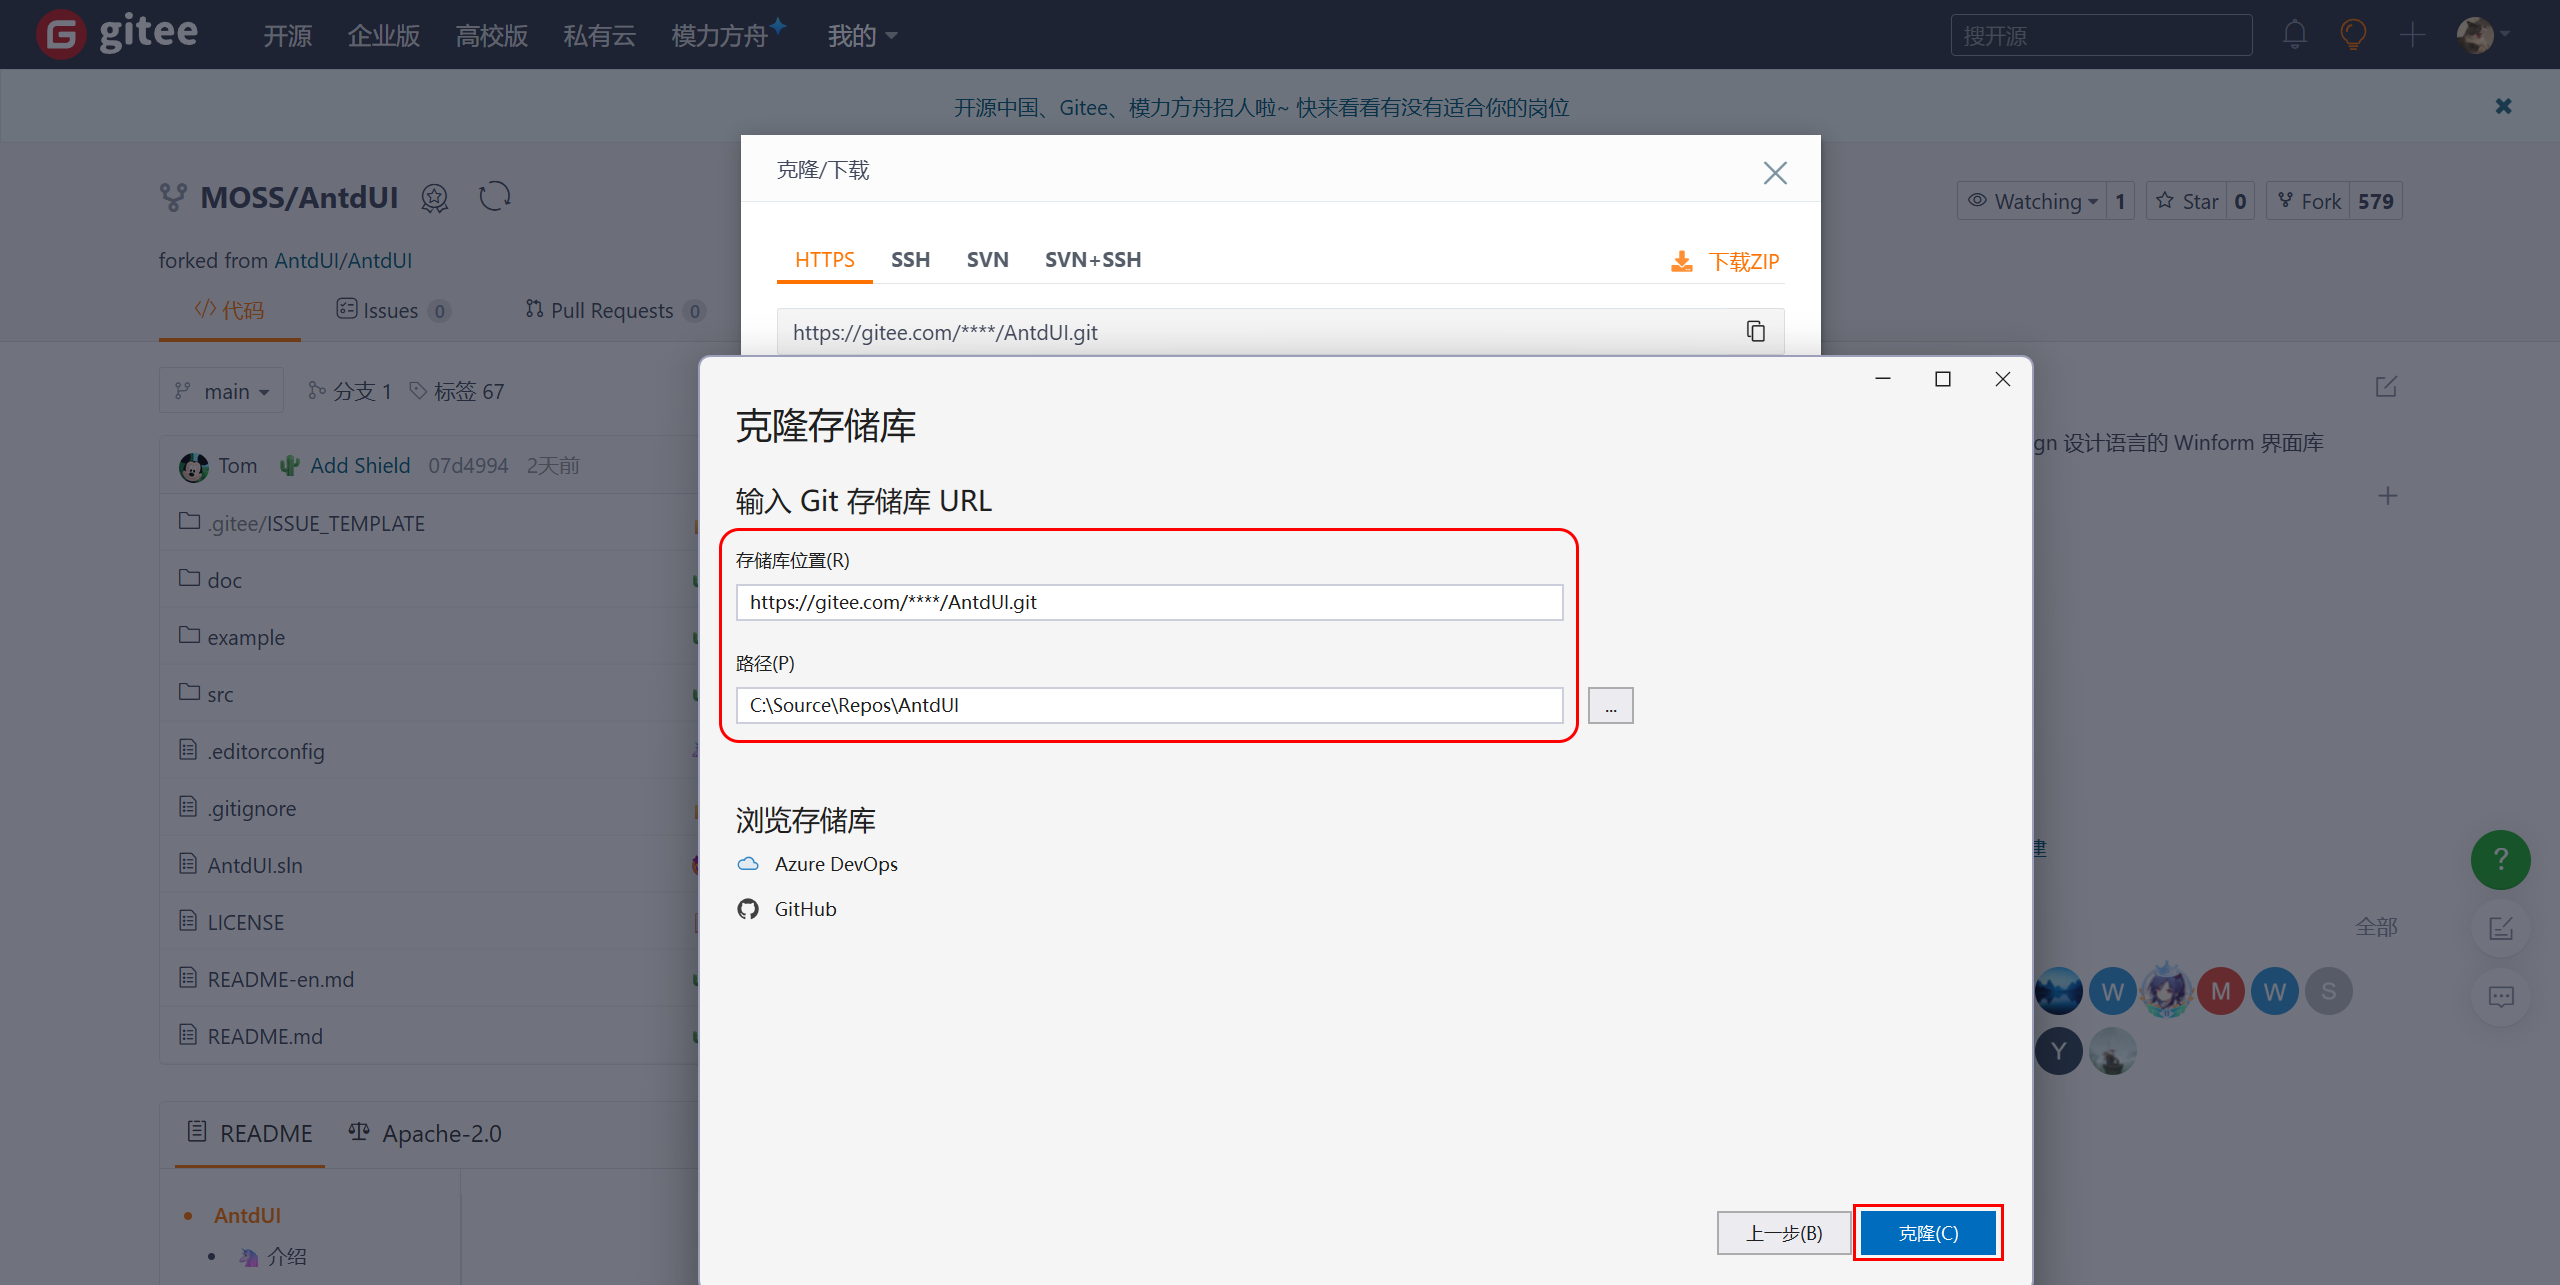 gitee 开源 企业版 高校版 私有云 模力方舟 我的 搜开源
开源中国、Gitee、模力方舟招人啦~ 快来看看有没有适合你的岗位
MOSS/AntdUI
Watching 1 Star 0 Fork 579
forked from AntdUI/AntdUI
代码 Issues 0 Pull Requests 0
main 分支 1 标签 67
Tom Add Shield 07d4994 2天前
.gitee/ISSUE_TEMPLATE
doc
example
src
.editorconfig
.gitignore
AntdUI.sln
LICENSE
README-en.md
README.md
README Apache-2.0
AntdUI
介绍
克隆/下载
HTTPS SSH SVN SVN+SSH 下载ZIP
https://gitee.com/****/AntdUI.git
克隆存储库
输入 Git 存储库 URL
存储库位置(R)
https://gitee.com/****/AntdUI.git
路径(P)
C:\Source\Repos\AntdUI
...
浏览存储库
Azure DevOps
GitHub
上一步(B) 克隆(C)
gn 设计语言的 Winform 界面库
建
?
全部
W M W S
Y